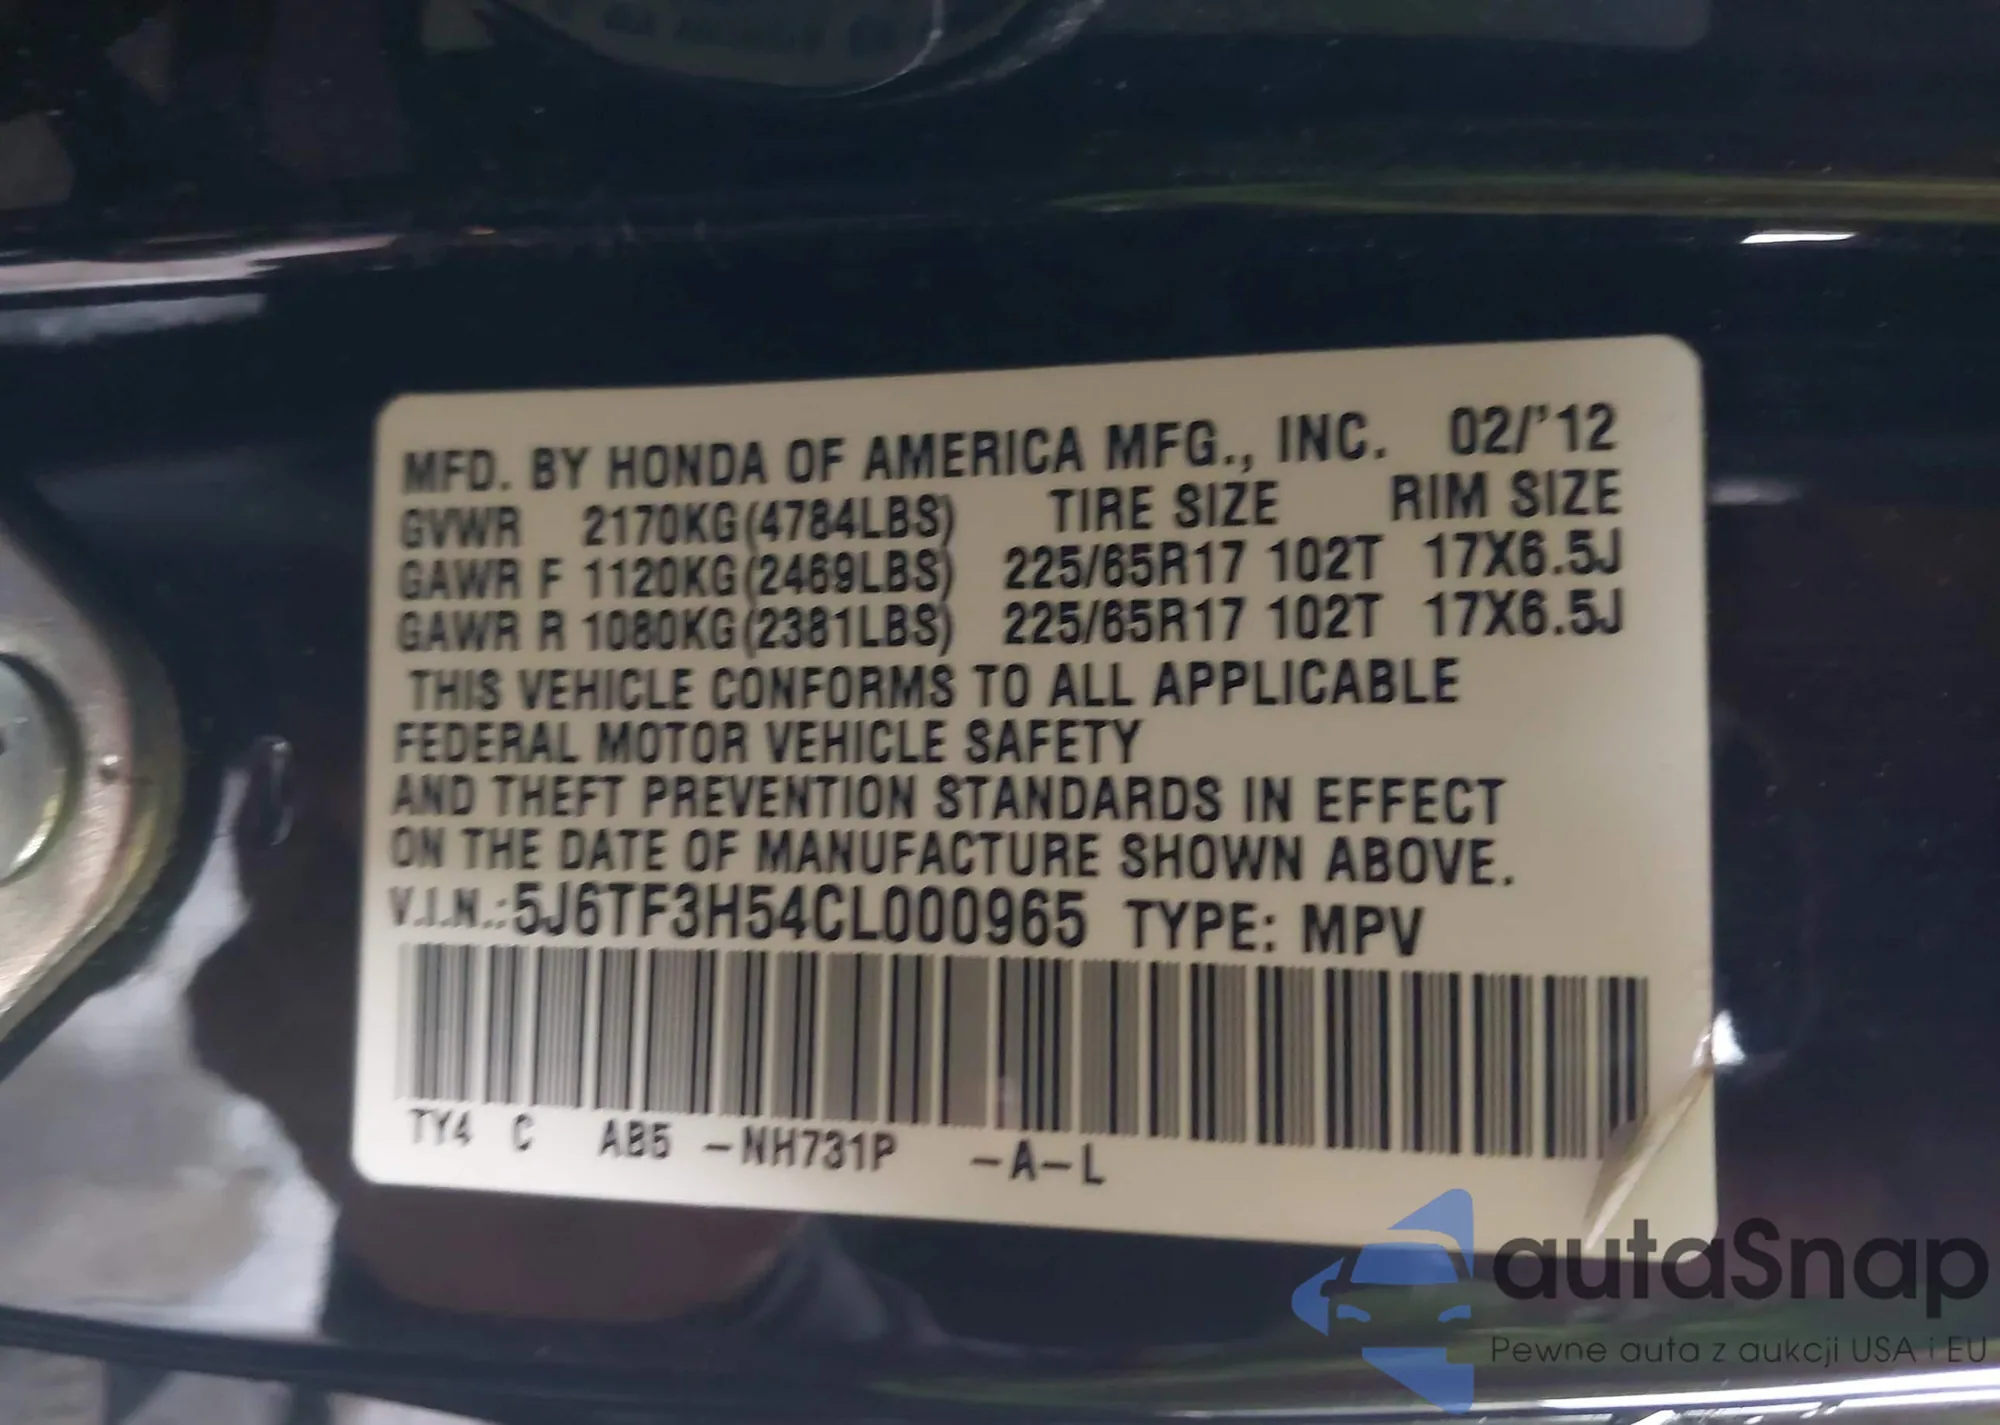 MFD. BY HONDA OF AMERICA MFG., INC. 02/'12
GVWR 2170KG(4784LBS) TIRE SIZE RIM SIZE
GAWR F 1120KG(2469LBS) 225/65R17 102T 17X6.5J
GAWR R 1080KG(2381LBS) 225/65R17 102T 17X6.5J
THIS VEHICLE CONFORMS TO ALL APPLICABLE
FEDERAL MOTOR VEHICLE SAFETY
AND THEFT PREVENTION STANDARDS IN EFFECT
ON THE DATE OF MANUFACTURE SHOWN ABOVE.
V.I.N.:5J6TF3H54CL000965 TYPE: MPV
TY4 C AB5 -NH731P -A-L
autaSnap
Pewne auta z aukcji USA i EU